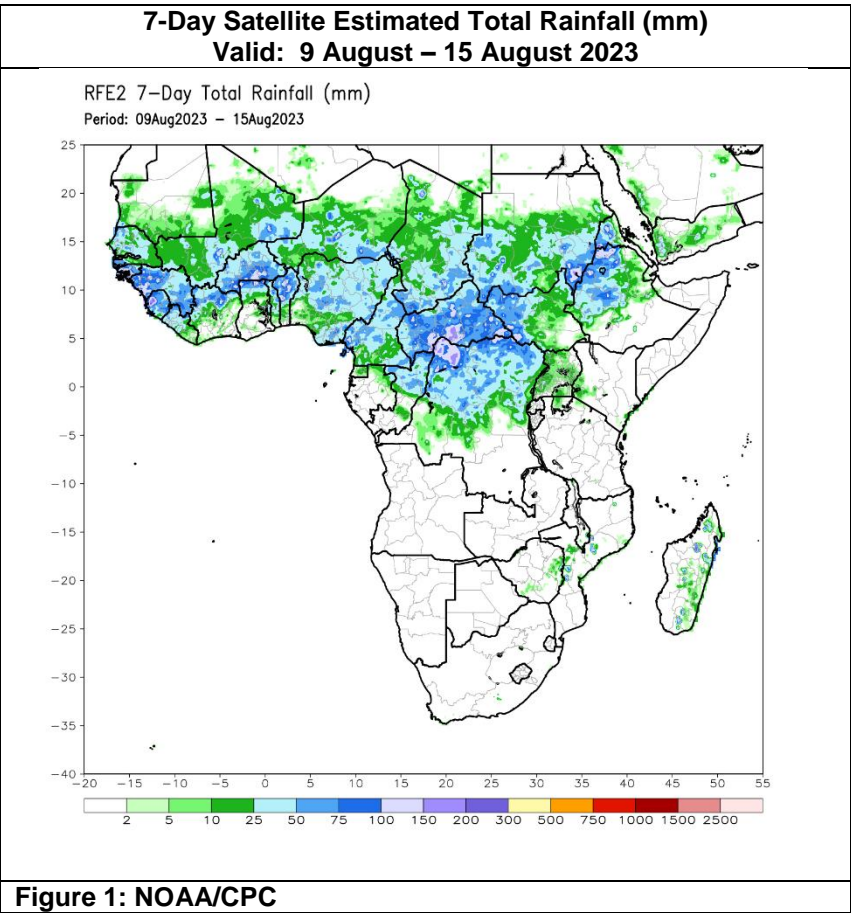 7-Day Satellite Estimated Total Rainfall (mm)
Valid: 9 August – 15 August 2023
RFE2 7-Day Total Rainfall (mm)
Period: 09Aug2023 – 15Aug2023
25
20
15
10
5
0
-5
-10
-15
-20
-25
-30
-35
-40
-20 -15 -10 -5 0 5 10 15 20 25 30 35 40 45 50 55
2 5 10 25 50 75 100 150 200 300 500 750 1000 1500 2500
Figure 1: NOAA/CPC